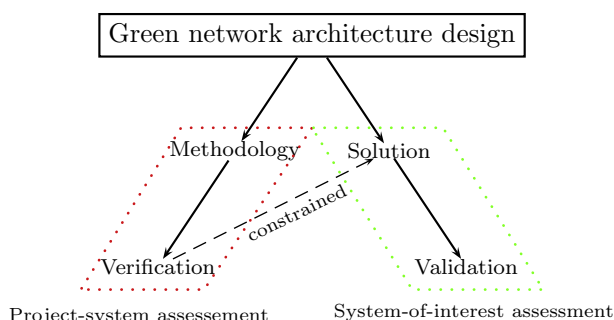 Green network architecture design
Methodology
Solution
constrained
Verification
Validation
Project-system assessement
System-of-interest assessment